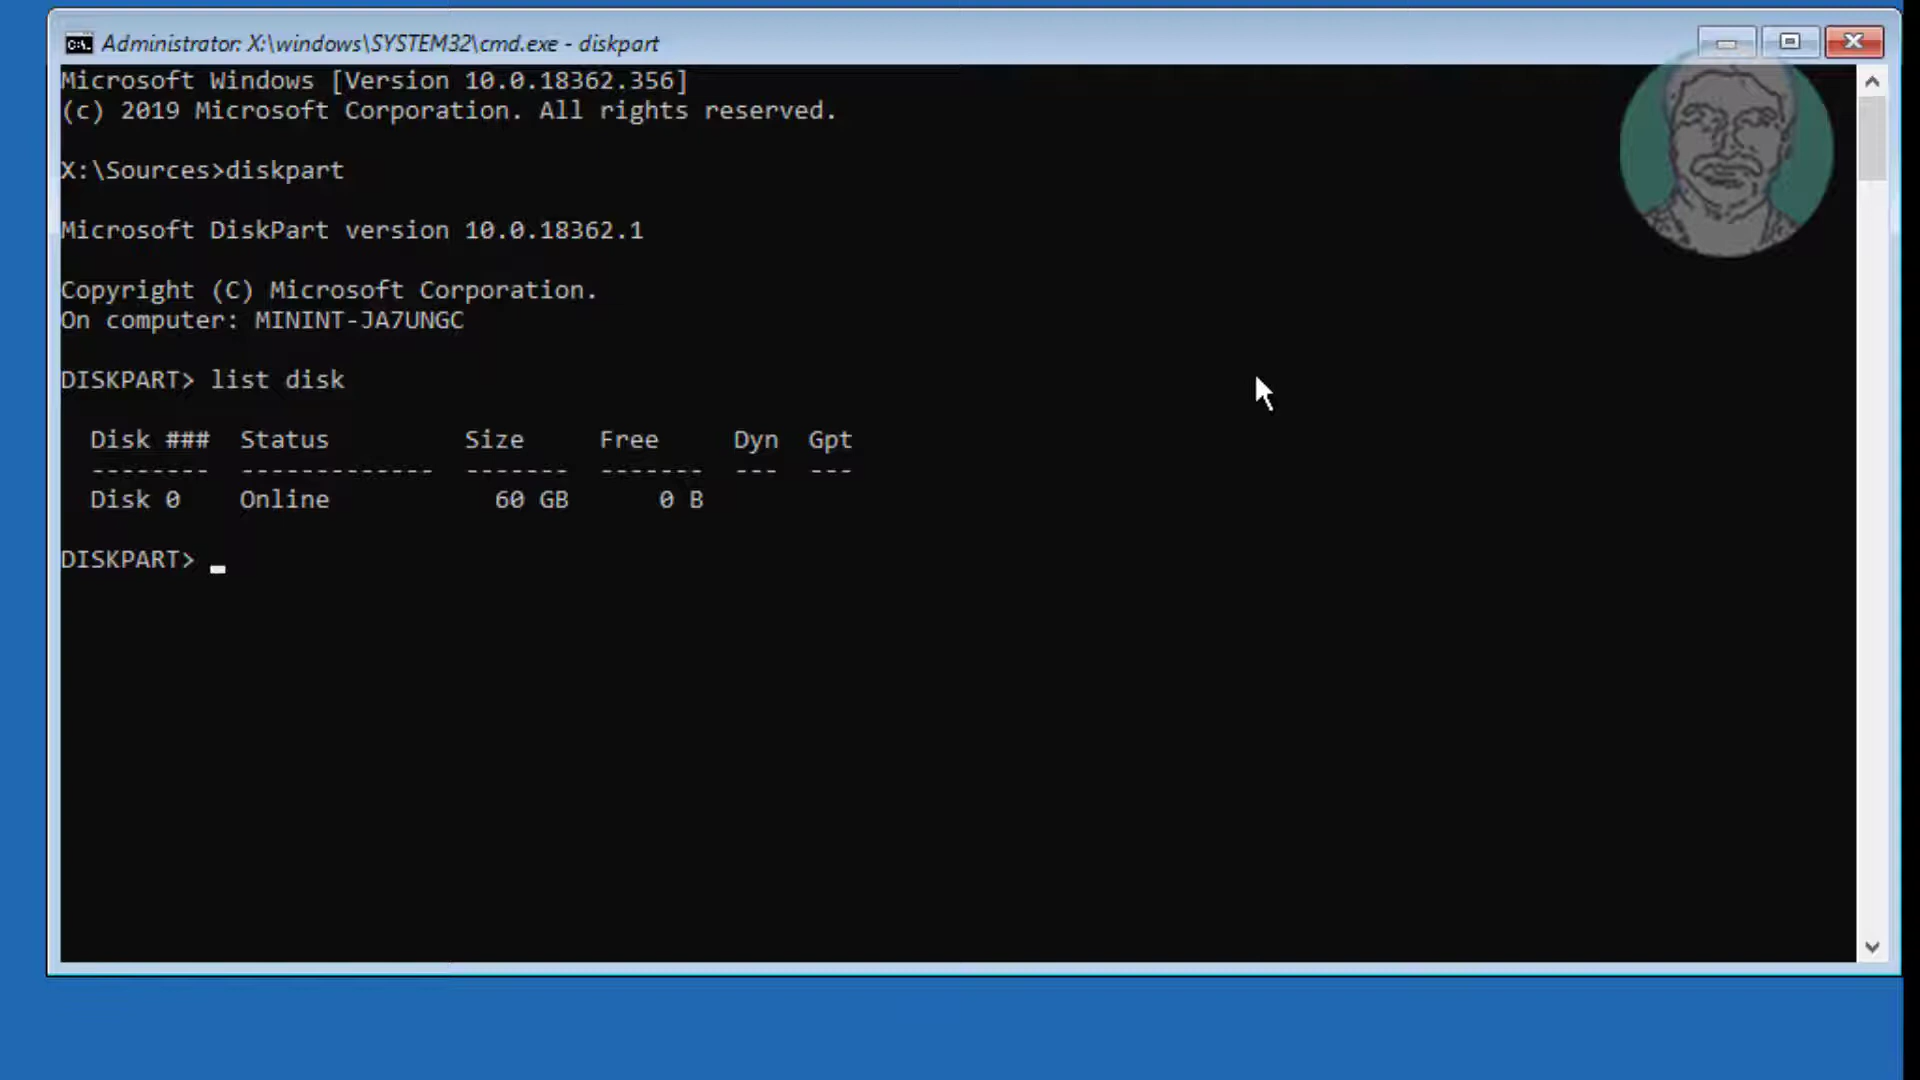 Administrator: X:\windows\SYSTEM32\cmd.exe - diskpart
Microsoft Windows [Version 10.0.18362.356]
(c) 2019 Microsoft Corporation. All rights reserved.
X:\Sources>diskpart
Microsoft DiskPart version 10.0.18362.1
Copyright (C) Microsoft Corporation.
On computer: MININT-JA7UNGC
DISKPART> list disk
Disk ###  Status         Size     Free     Dyn  Gpt
--------  -------------  -------  -------  ---  ---
Disk 0    Online           60 GB      0 B
DISKPART>